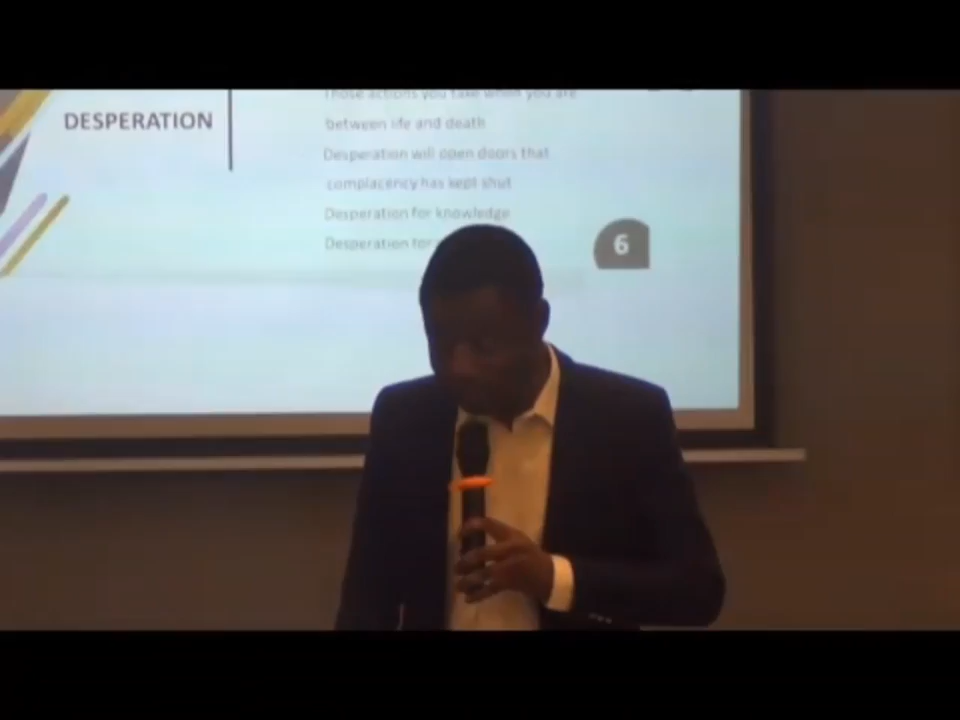 DESPERATION
Those actions you take when you are
between life and death
Desperation will open doors that
complacency has kept shut
Desperation for knowledge
Desperation for
6